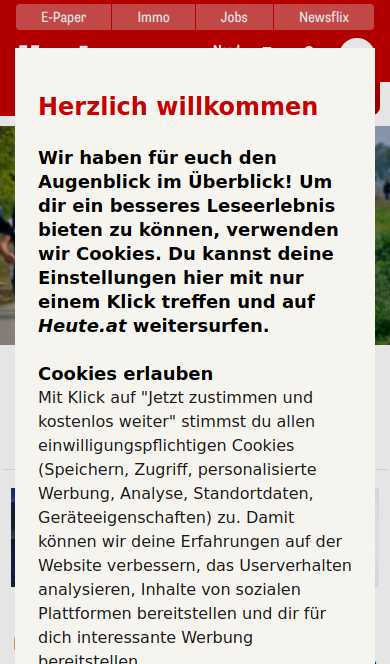 E-Paper Immo Jobs Newsflix
Herzlich willkommen
Wir haben für euch den
Augenblick im Überblick! Um
dir ein besseres Leseerlebnis
bieten zu können, verwenden
wir Cookies. Du kannst deine
Einstellungen hier mit nur
einem Klick treffen und auf
Heute.at weitersurfen.
Cookies erlauben
Mit Klick auf "Jetzt zustimmen und
kostenlos weiter" stimmst du allen
einwilligungspflichtigen Cookies
(Speichern, Zugriff, personalisierte
Werbung, Analyse, Standortdaten,
Geräteeigenschaften) zu. Damit
können wir deine Erfahrungen auf der
Website verbessern, das Userverhalten
analysieren, Inhalte von sozialen
Plattformen bereitstellen und dir für
dich interessante Werbung
bereitstellen